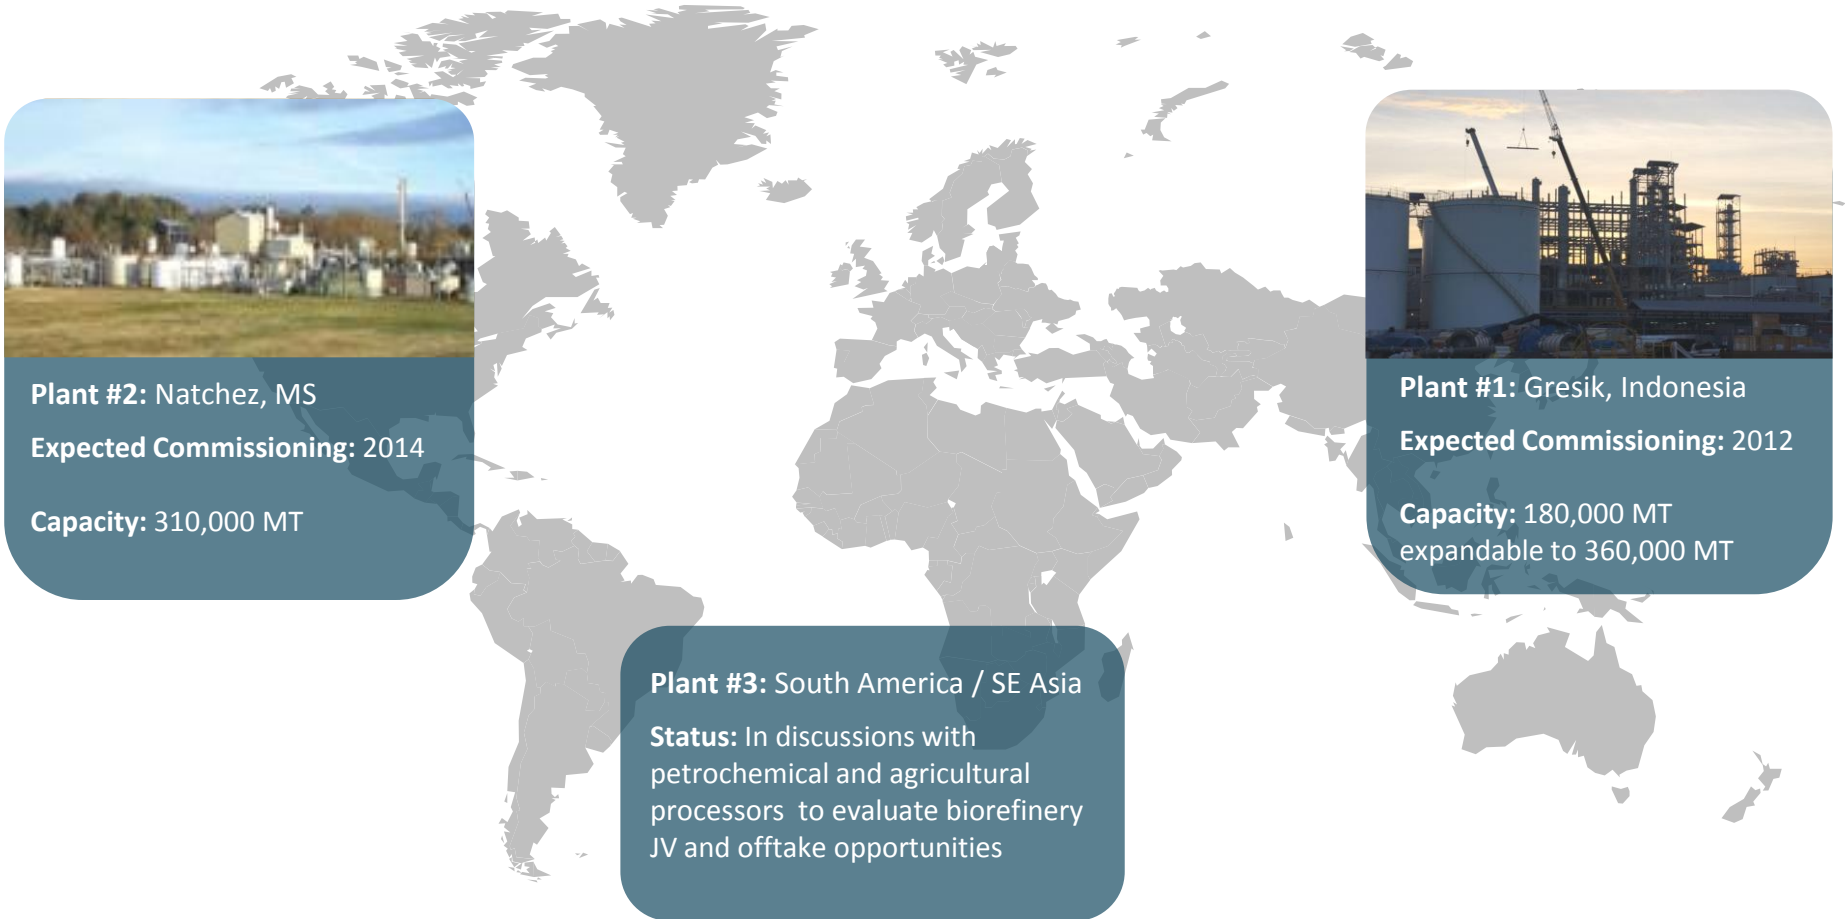 Plant #2: Natchez, MS
Expected Commissioning: 2014
Capacity: 310,000 MT
Plant #1: Gresik, Indonesia
Expected Commissioning: 2012
Capacity: 180,000 MT
expandable to 360,000 MT
Plant #3: South America / SE Asia
Status: In discussions with
petrochemical and agricultural
processors  to evaluate biorefinery
JV and offtake opportunities